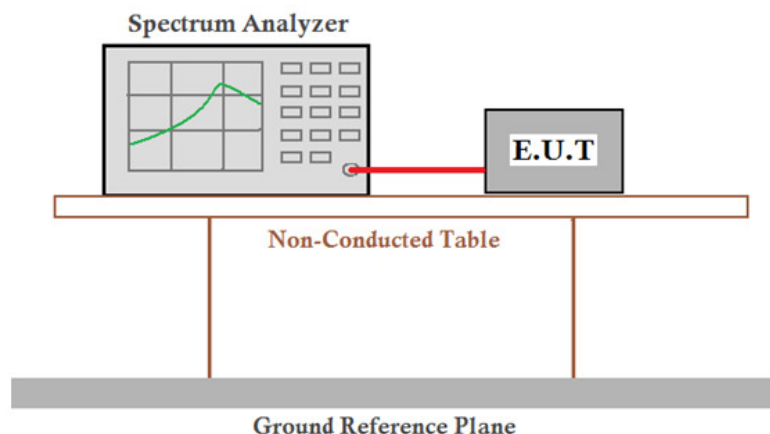 Spectrum Analyzer
E.U.T
Non-Conducted Table
Ground Reference Plane